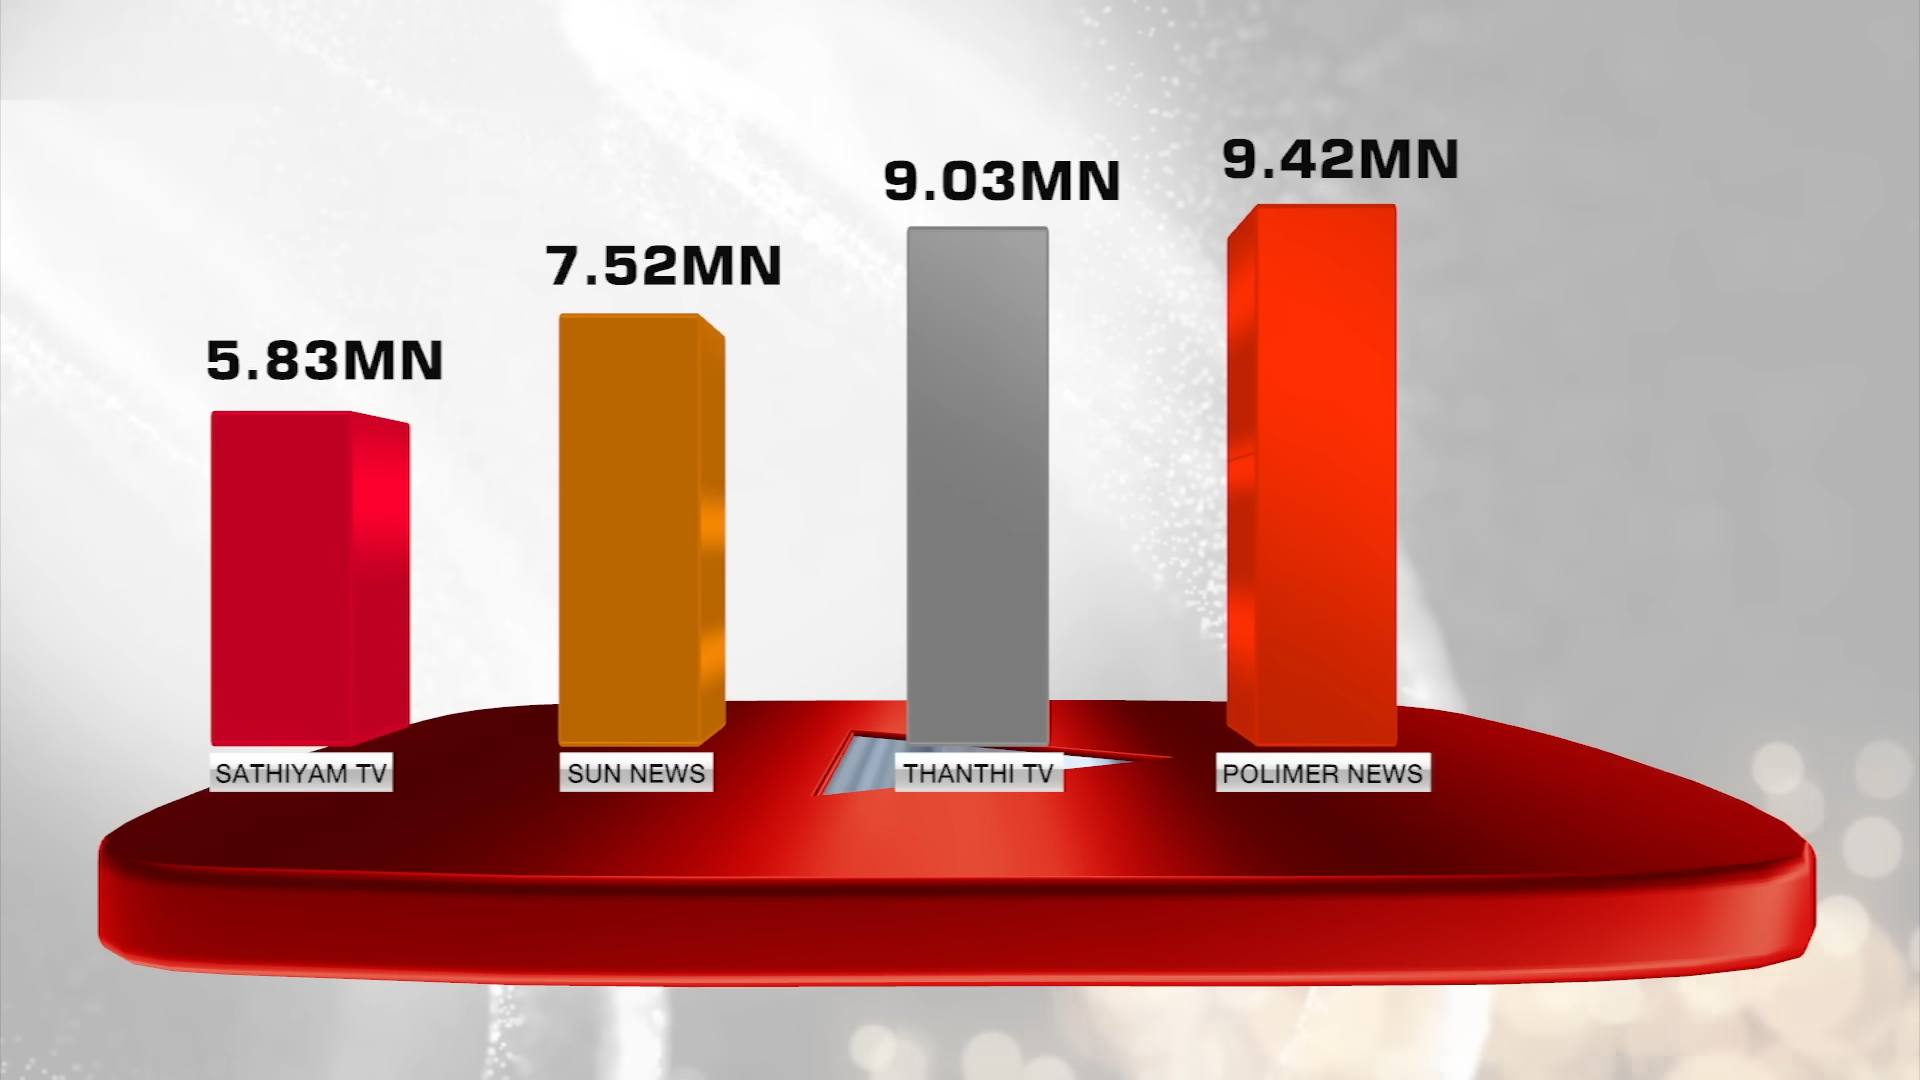 5.83MN
7.52MN
9.03MN
9.42MN
SATHIYAM TV
SUN NEWS
THANTHI TV
POLIMER NEWS